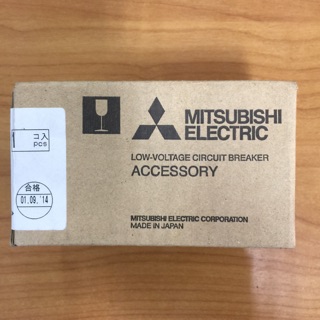 MITSUBISHI
ELECTRIC
LOW-VOLTAGE CIRCUIT BREAKER
ACCESSORY
MITSUBISHI ELECTRIC CORPORATION
MADE IN JAPAN
1 コ入
pcs
合格
01.09.'14